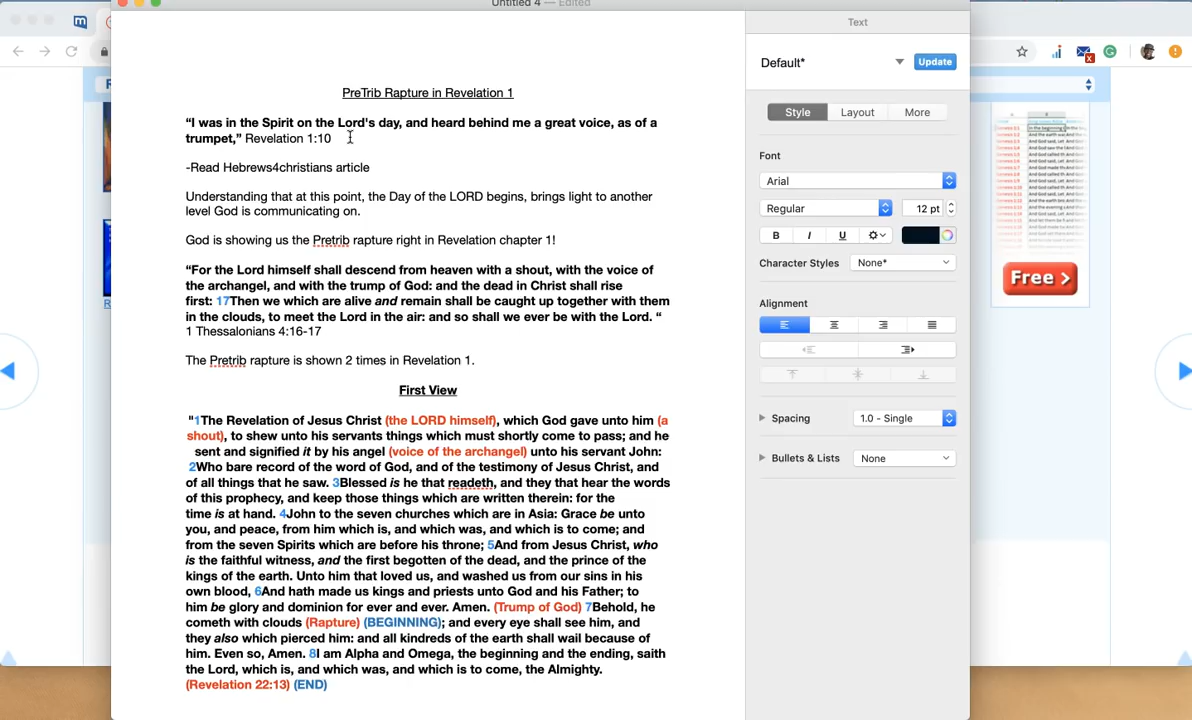 Untitled 4 — Edited
Text
Default*
Update
PreTrib Rapture in Revelation 1
“I was in the Spirit on the Lord's day, and heard behind me a great voice, as of a
trumpet,” Revelation 1:10
-Read Hebrews4christians article
Understanding that at this point, the Day of the LORD begins, brings light to another
level God is communicating on.
God is showing us the Pretrib rapture right in Revelation chapter 1!
“For the Lord himself shall descend from heaven with a shout, with the voice of
the archangel, and with the trump of God: and the dead in Christ shall rise
first: 17Then we which are alive and remain shall be caught up together with them
in the clouds, to meet the Lord in the air: and so shall we ever be with the Lord. “
1 Thessalonians 4:16-17
The Pretrib rapture is shown 2 times in Revelation 1.
First View
“1The Revelation of Jesus Christ (the LORD himself), which God gave unto him (a
shout), to shew unto his servants things which must shortly come to pass; and he
sent and signified it by his angel (voice of the archangel) unto his servant John:
2Who bare record of the word of God, and of the testimony of Jesus Christ, and
of all things that he saw. 3Blessed is he that readeth, and they that hear the words
of this prophecy, and keep those things which are written therein: for the
time is at hand. 4John to the seven churches which are in Asia: Grace be unto
you, and peace, from him which is, and which was, and which is to come; and
from the seven Spirits which are before his throne; 5And from Jesus Christ, who
is the faithful witness, and the first begotten of the dead, and the prince of the
kings of the earth. Unto him that loved us, and washed us from our sins in his
own blood, 6And hath made us kings and priests unto God and his Father; to
him be glory and dominion for ever and ever. Amen. (Trump of God) 7Behold, he
cometh with clouds (Rapture) (BEGINNING); and every eye shall see him, and
they also which pierced him: and all kindreds of the earth shall wail because of
him. Even so, Amen. 8I am Alpha and Omega, the beginning and the ending, saith
the Lord, which is, and which was, and which is to come, the Almighty.
(Revelation 22:13) (END)
Style
Layout
More
Font
Arial
Regular
12 pt
B
I
U
Character Styles
None*
Alignment
Spacing
1.0 - Single
Bullets & Lists
None
Free >